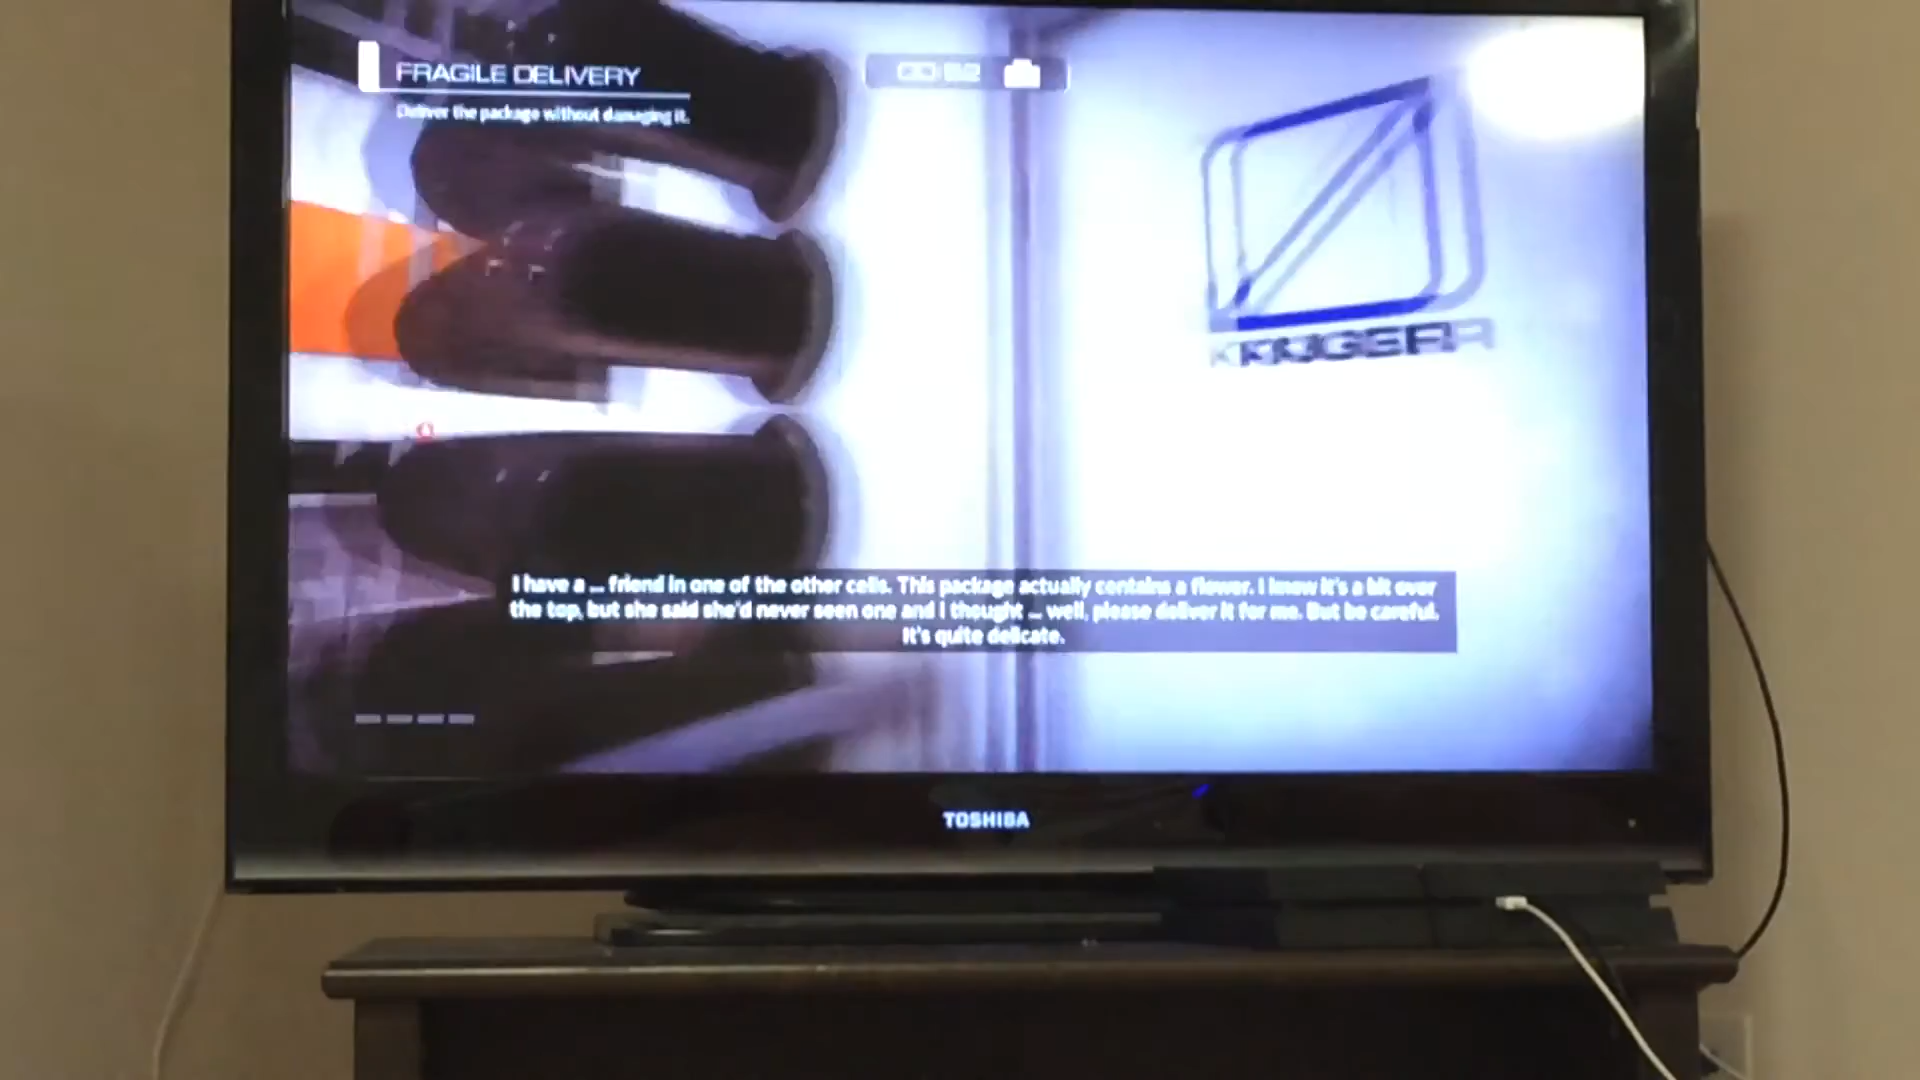 FRAGILE DELIVERY
Deliver the package without damaging it.
KRUGER
I have a ... friend in one of the other cells. This package actually contains a flower. I know it's a bit over
the top, but she said she'd never seen one and I thought ... well, please deliver it for me. But be careful.
It's quite delicate.
TOSHIBA